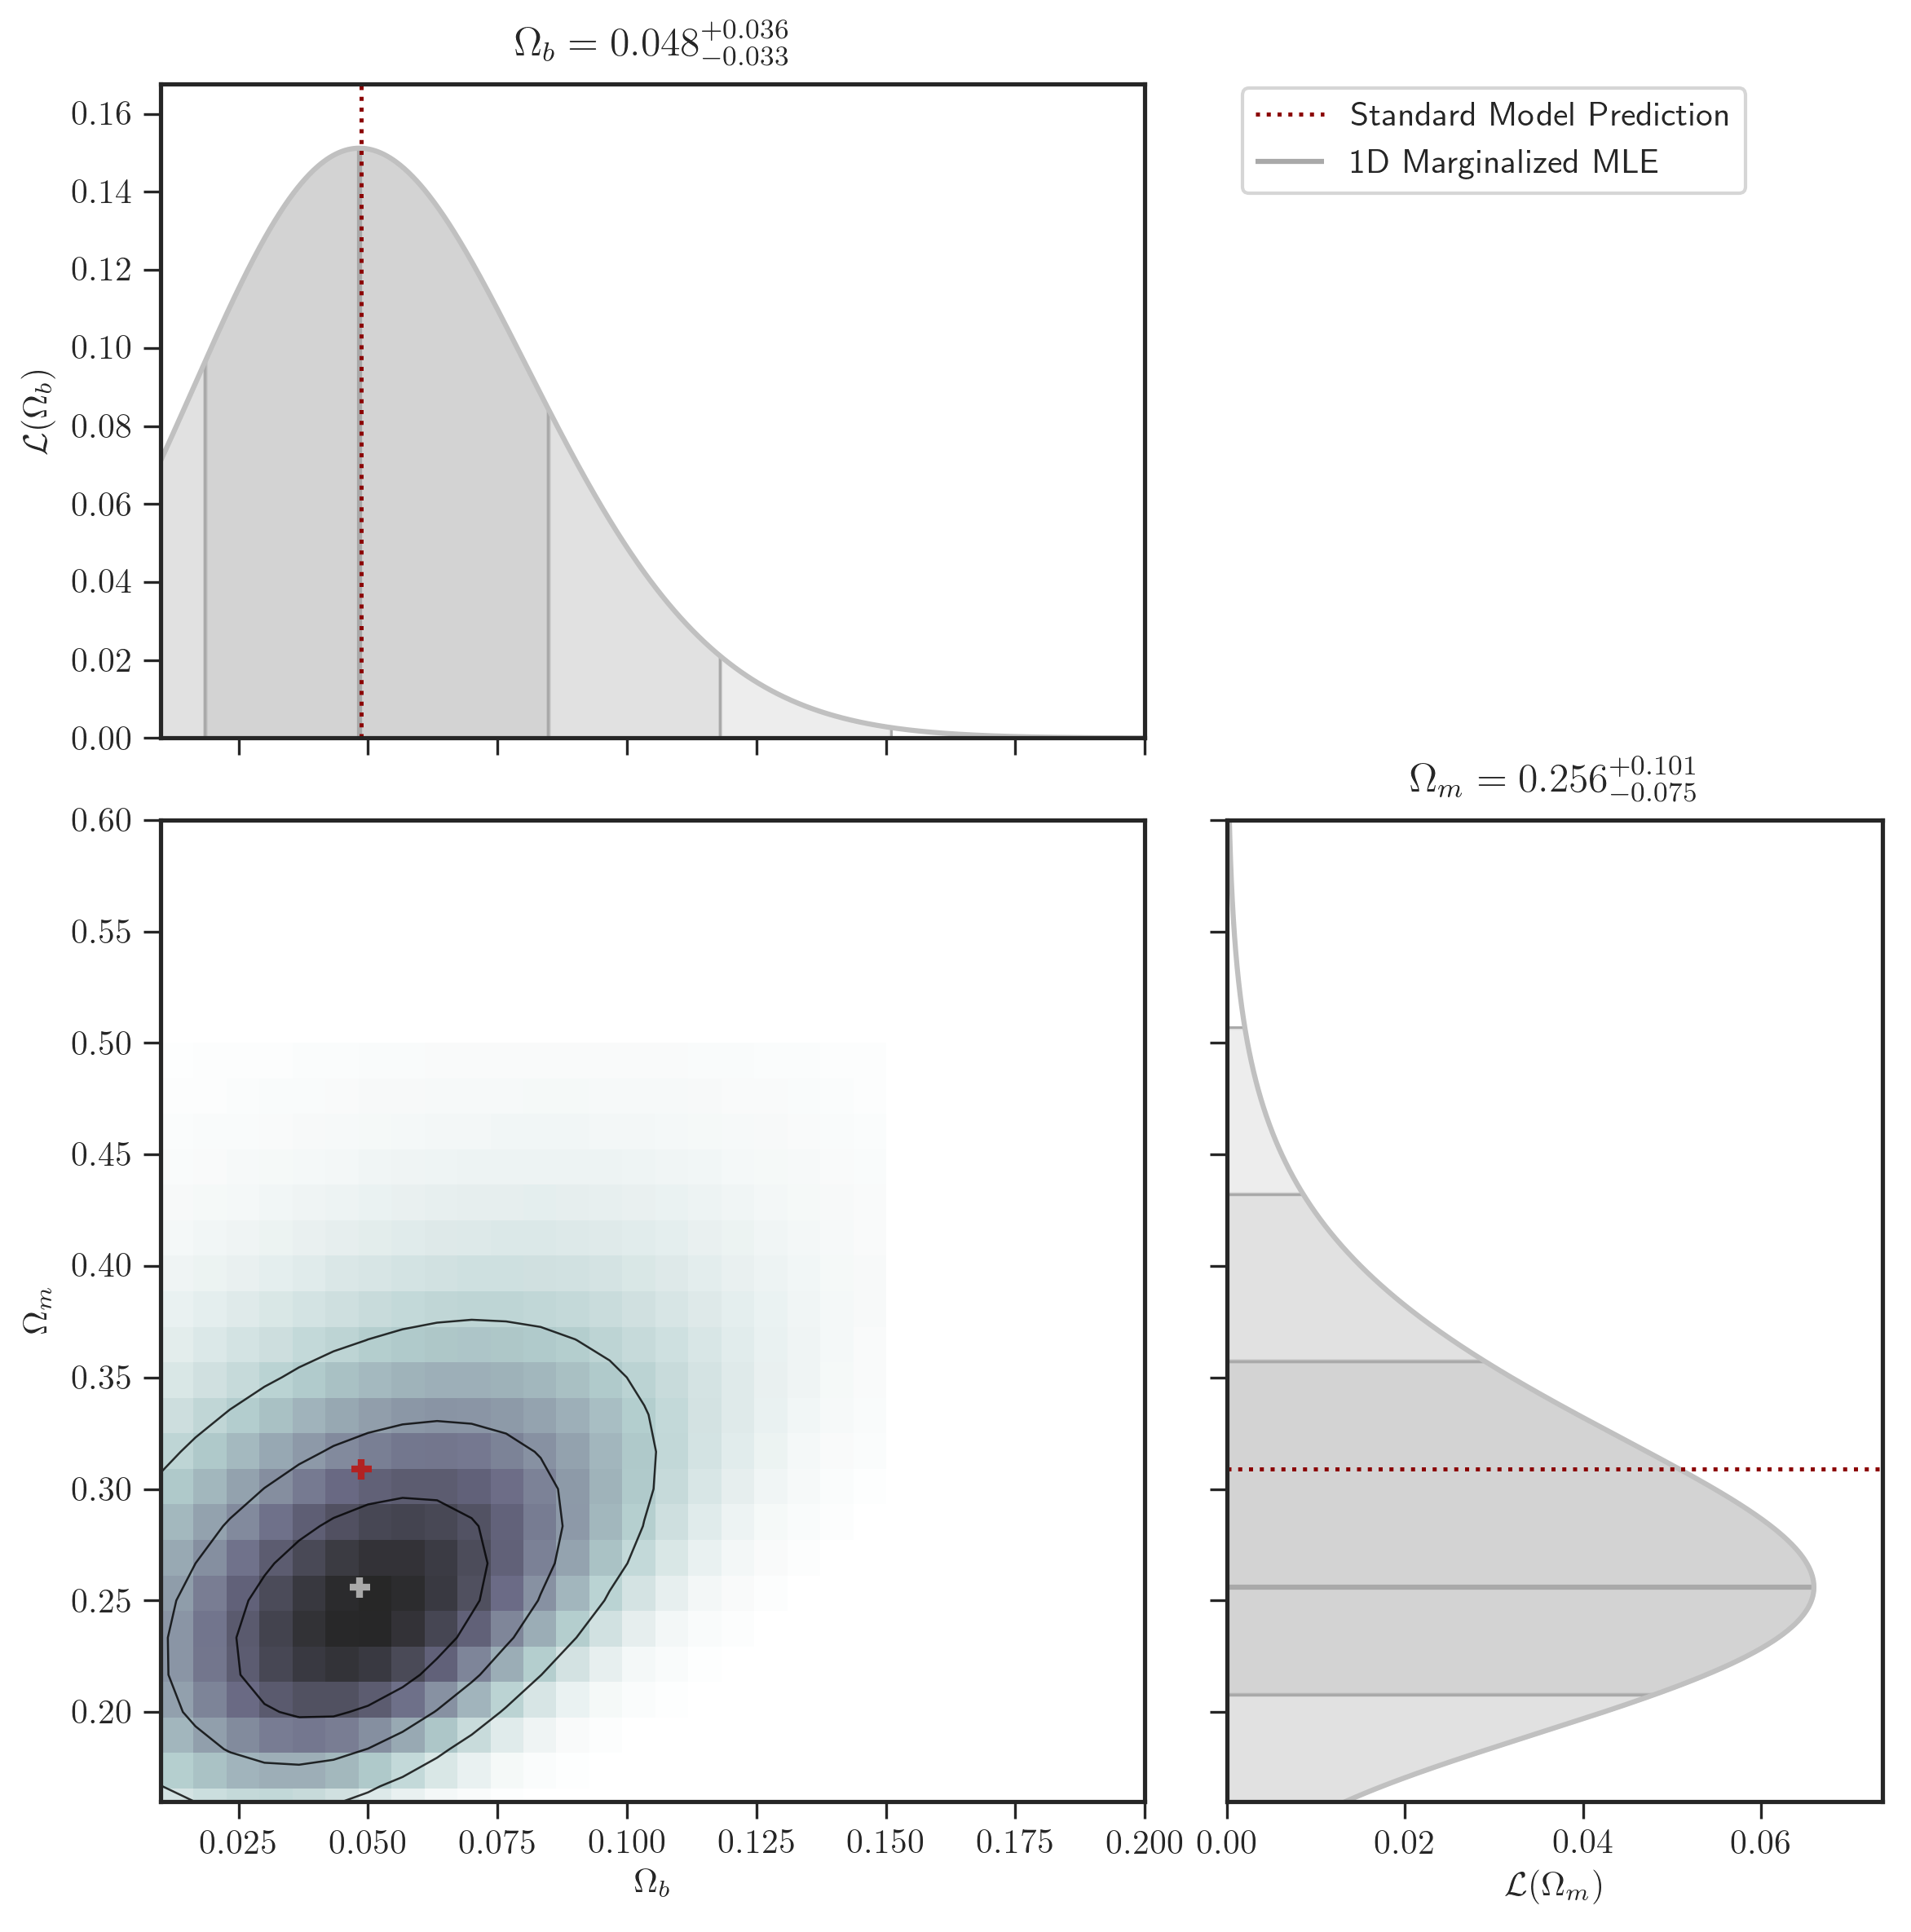 Ω_b = 0.048^{+0.036}_{−0.033}
Standard Model Prediction
1D Marginalized MLE
0.16
0.14
0.12
0.10
0.08
0.06
0.04
0.02
0.00
ℒ(Ω_b)
Ω_m = 0.256^{+0.101}_{−0.075}
0.60
0.55
0.50
0.45
0.40
0.35
0.30
0.25
0.20
Ω_m
0.025 0.050 0.075 0.100 0.125 0.150 0.175 0.200
Ω_b
0.00 0.02 0.04 0.06
ℒ(Ω_m)